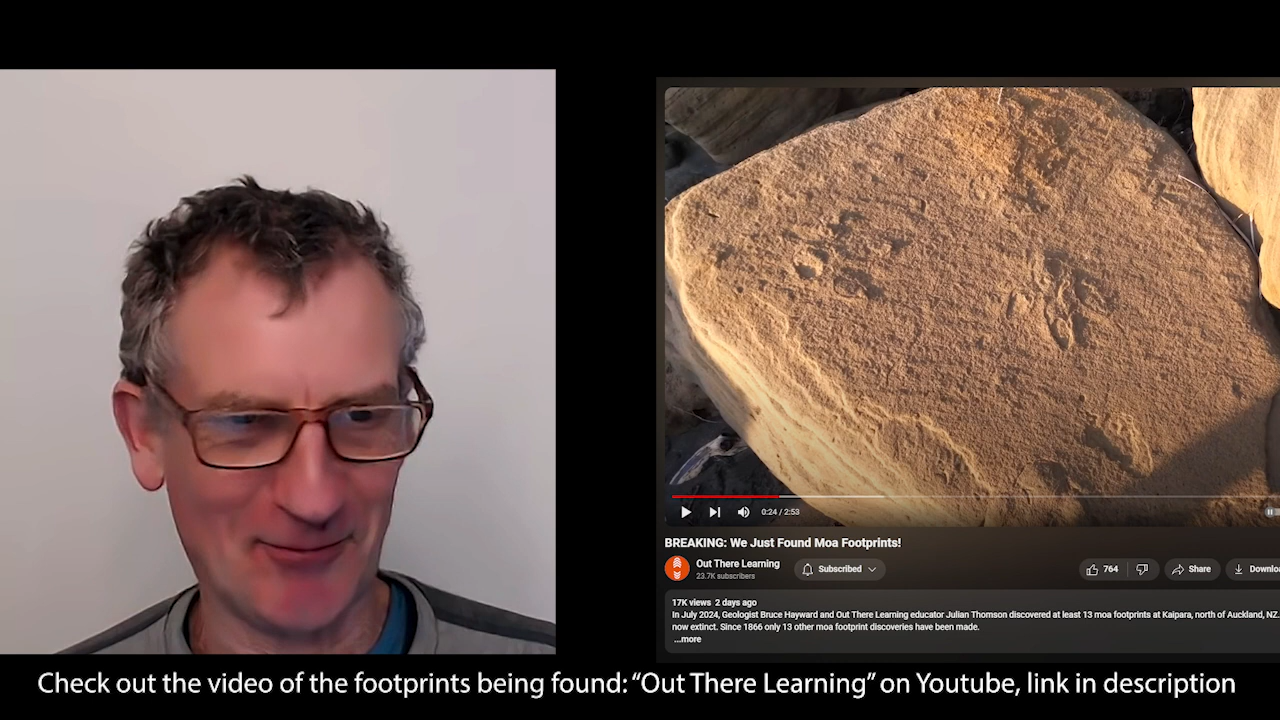 0:24 / 2:53
BREAKING: We Just Found Moa Footprints!
Out There Learning
23.7K subscribers
Subscribed
764
Share
Downlo
17K views 2 days ago
In July 2024, Geologist Bruce Hayward and Out There Learning educator Julian Thomson discovered at least 13 moa footprints at Kaipara, north of Auckland, NZ.
now extinct. Since 1866 only 13 other moa footprint discoveries have been made.
...more
Check out the video of the footprints being found: “Out There Learning” on Youtube, link in description